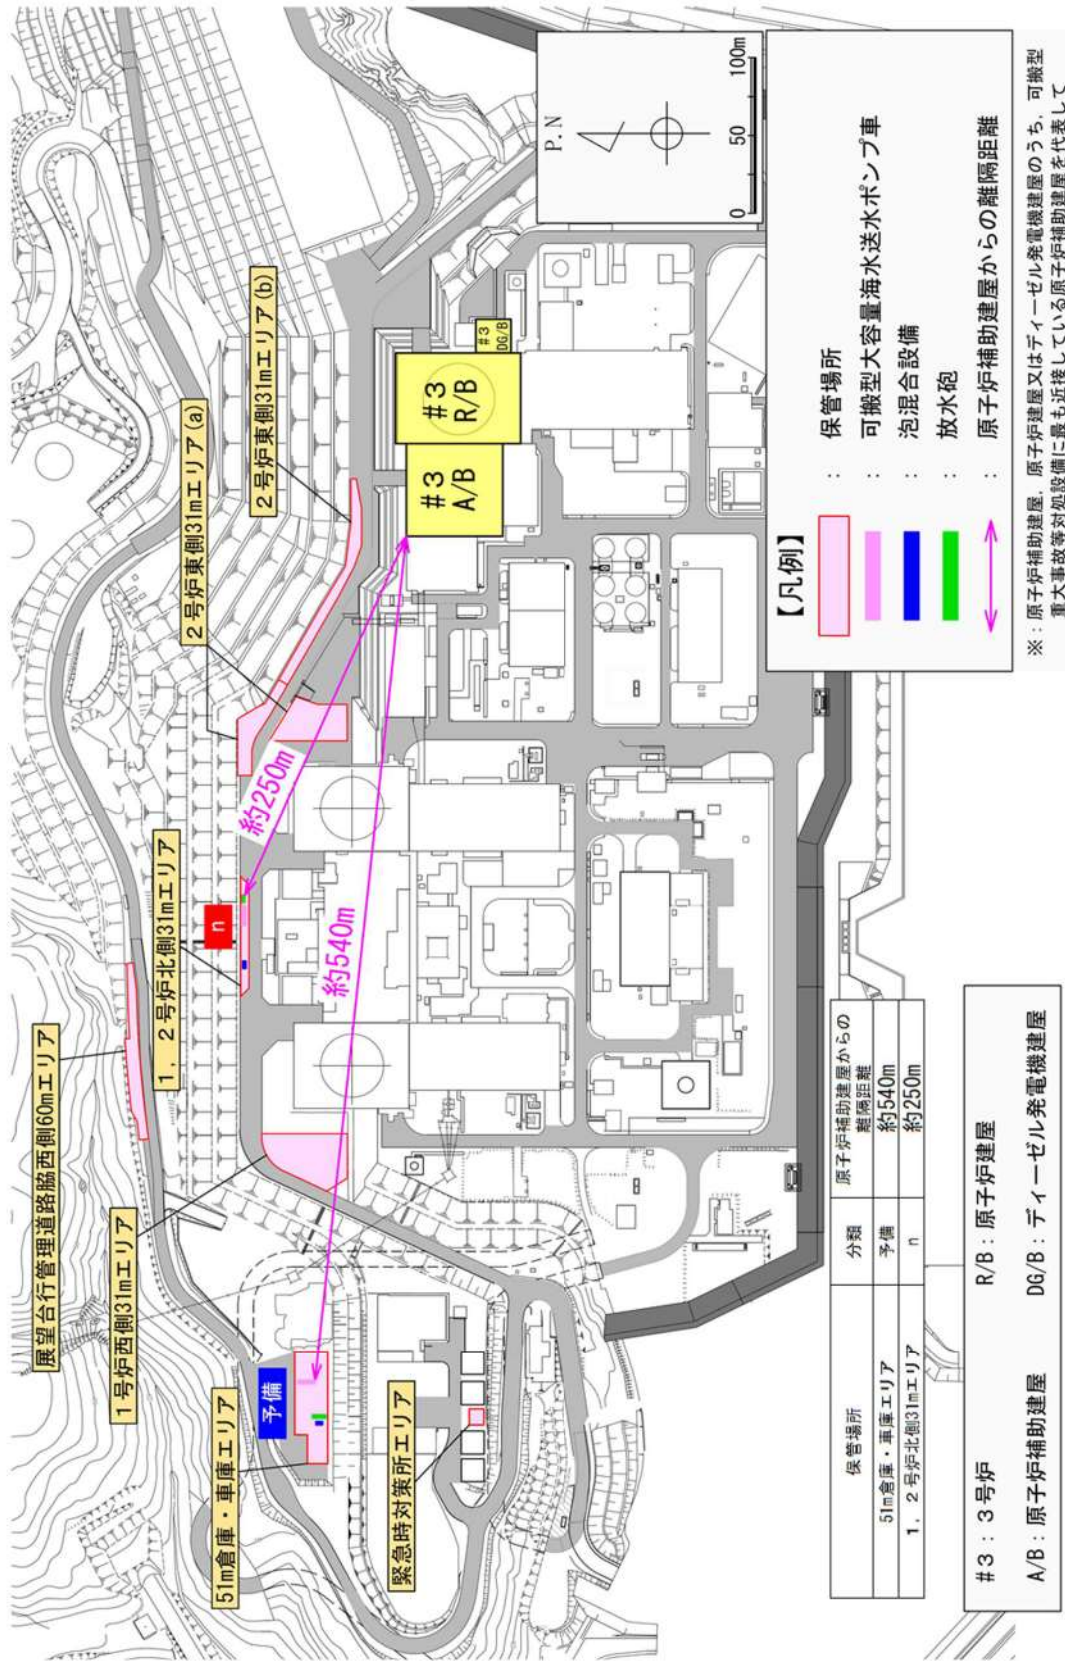 展望台行管理道路脇西側60mエリア
1号炉西側31mエリア
51m倉庫・車庫エリア
予備
緊急時対策所エリア
1,2号炉北側31mエリア
n
2号炉東側31mエリア(a)
2号炉東側31mエリア(b)
約250m
約540m
#3
A/B
#3
R/B
#3
DG/B
P.N
0 50 100m
【凡例】
: 保管場所
: 可搬型大容量海水送水ポンプ車
: 泡混合設備
: 放水砲
: 原子炉補助建屋からの離隔距離
※:原子炉補助建屋,原子炉建屋又はディーゼル発電機建屋のうち,可搬型
重大事故等対処設備に最も近接している原子炉補助建屋を代表して
保管場所 分類 原子炉補助建屋からの
離隔距離
51m倉庫・車庫エリア 予備 約540m
1,2号炉北側31mエリア n 約250m
#3:3号炉 R/B:原子炉建屋
A/B:原子炉補助建屋 DG/B:ディーゼル発電機建屋